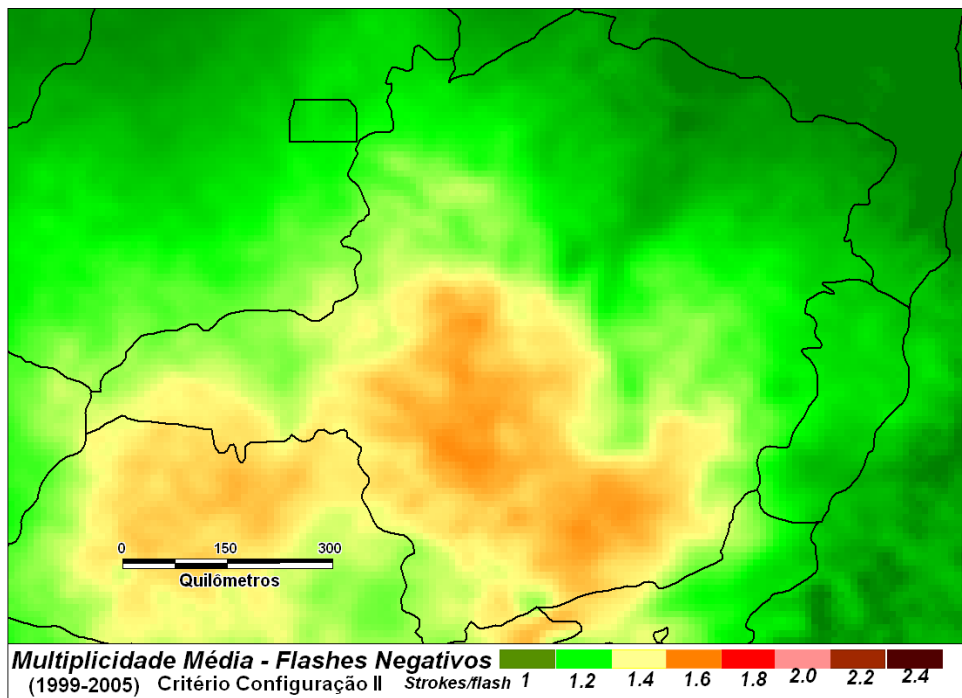 0 150 300
Quilômetros
Multiplicidade Média - Flashes Negativos
(1999-2005) Critério Configuração II Strokes/flash 1 1.2 1.4 1.6 1.8 2.0 2.2 2.4